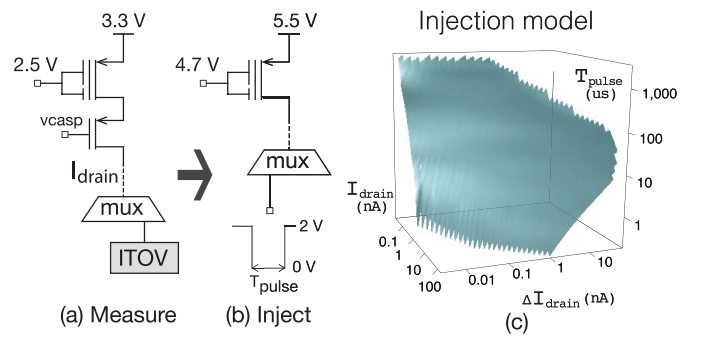 3.3 V
2.5 V
vcasp
Idrain
mux
ITOV
(a) Measure
5.5 V
4.7 V
mux
2 V
0 V
Tpulse
(b) Inject
Injection model
Tpulse
(us)
1,000
100
10
1
Idrain
(nA)
0.1
1
10
100
0.01
0.1
1
10
ΔIdrain (nA)
(c)